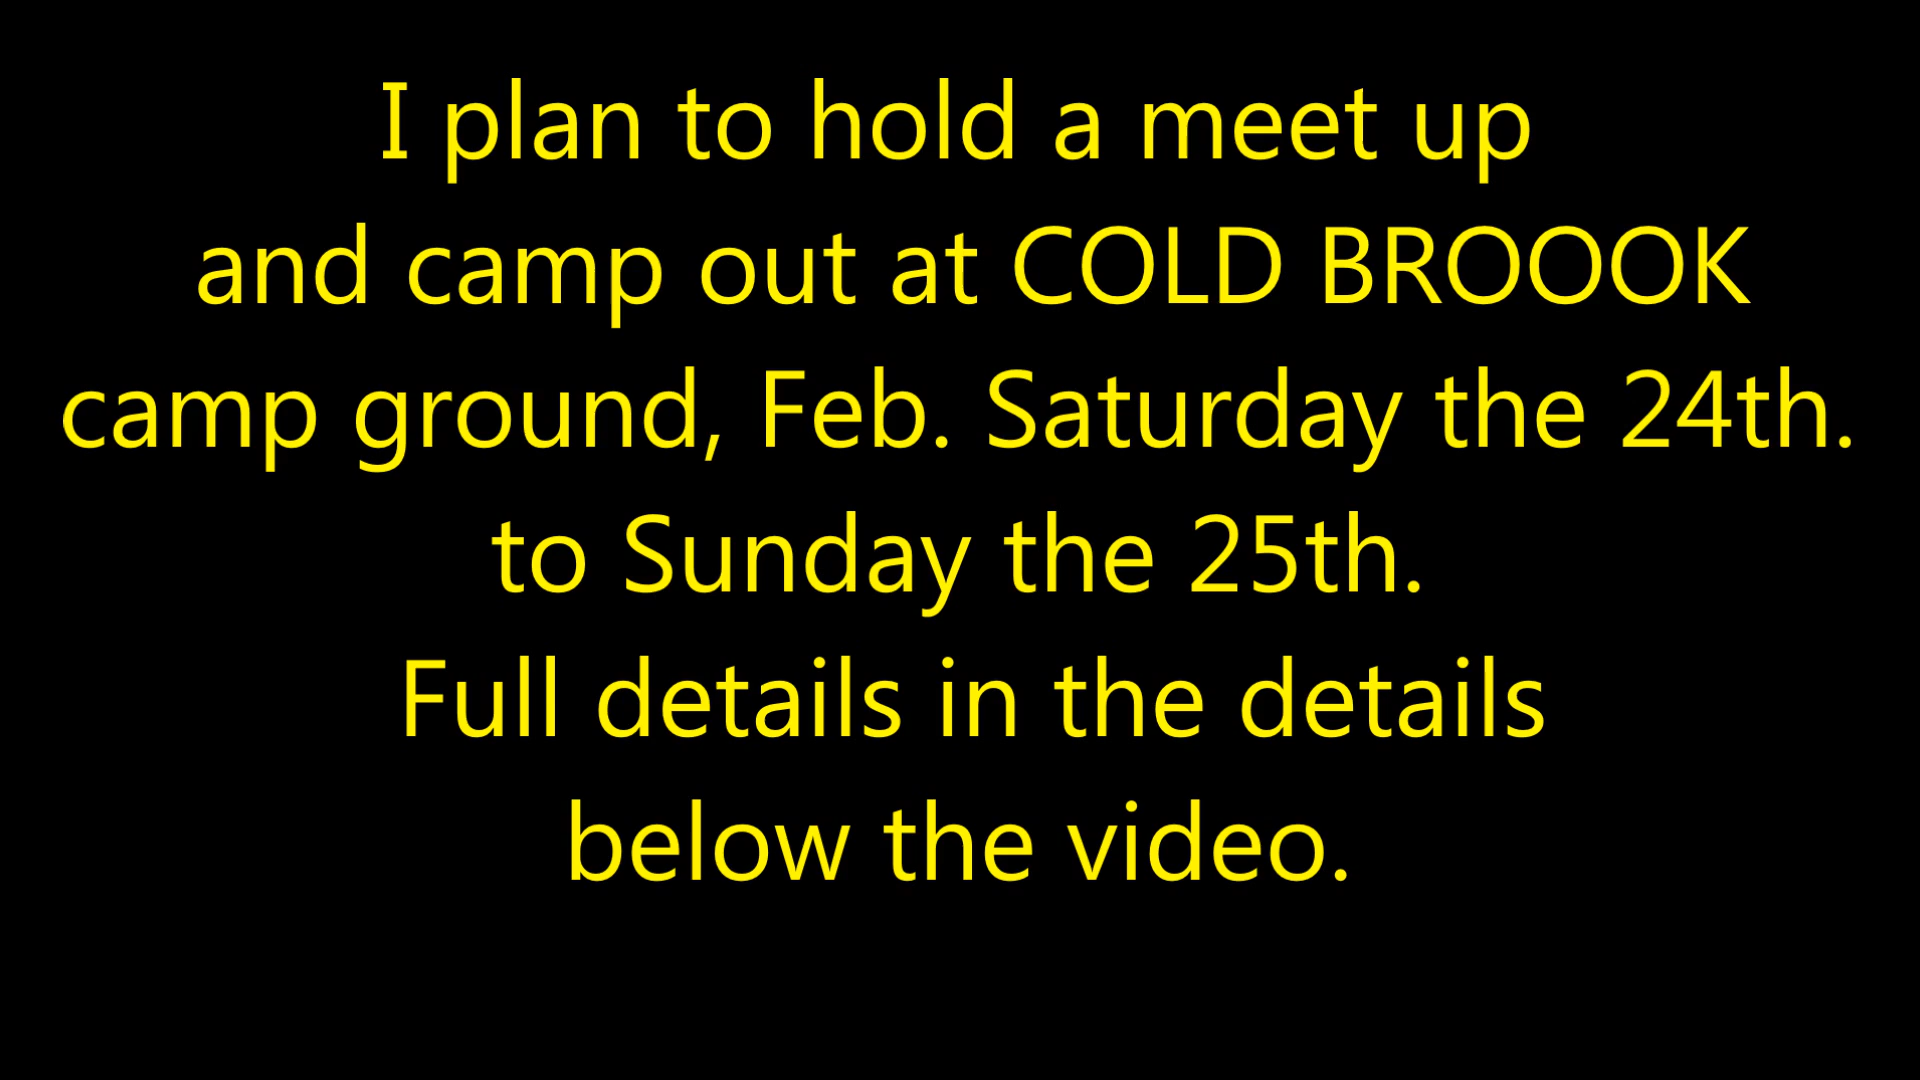 I plan to hold a meet up
and camp out at COLD BROOOK
camp ground, Feb. Saturday the 24th.
to Sunday the 25th.
Full details in the details
below the video.